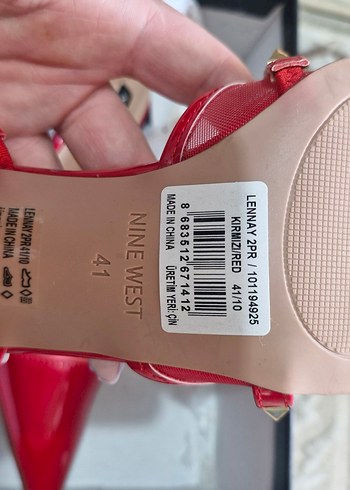 LENNAY 2PR / 101194925
KIRMIZI/RED 41/10
8 683512 671412
MADE IN CHINA ÜRETİM YERİ:ÇİN
NINE WEST
41
LENNAY 2PR 41/10
MADE IN CHINA